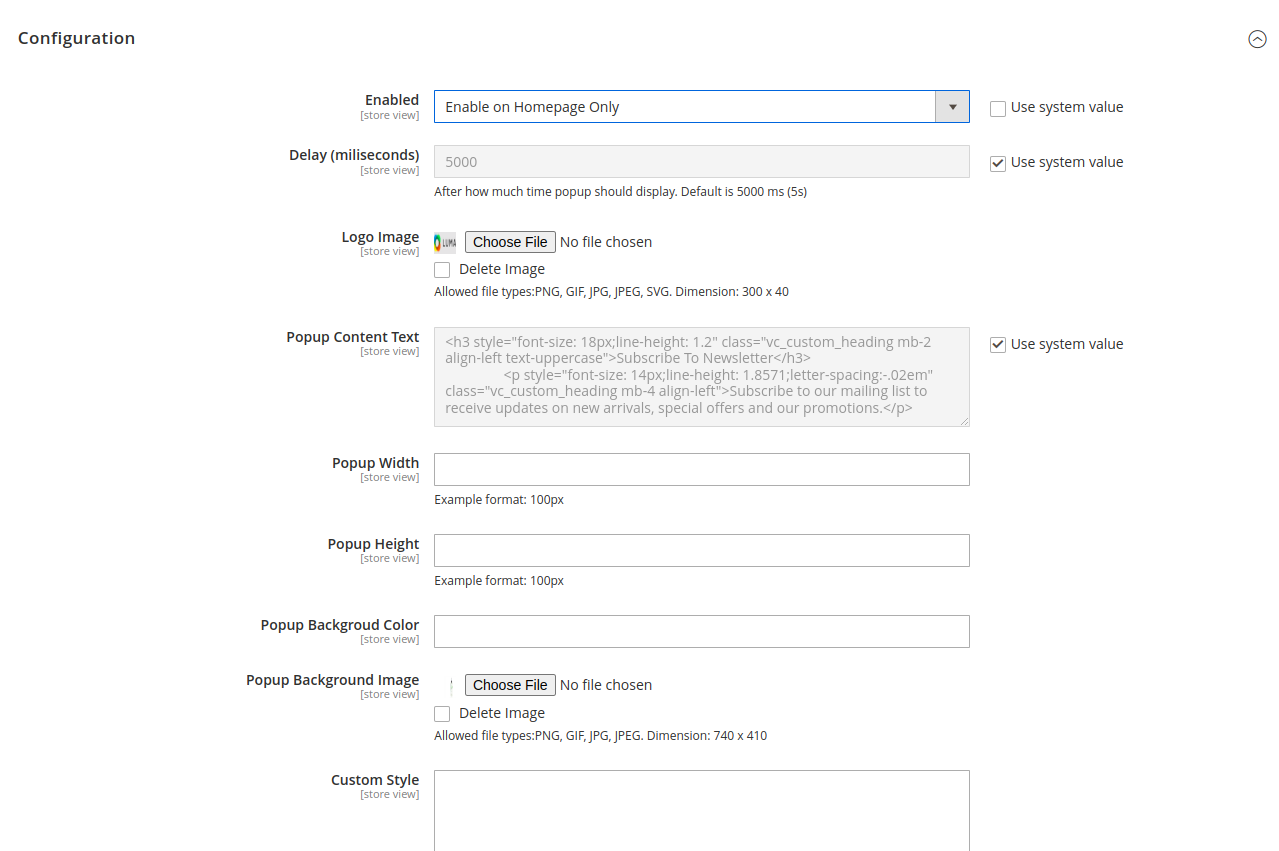 Configuration
Enabled
[store view]
Enable on Homepage Only
Use system value
Delay (miliseconds)
[store view]
5000
Use system value
After how much time popup should display. Default is 5000 ms (5s)
Logo Image
[store view]
LUMA
Choose File No file chosen
Delete Image
Allowed file types:PNG, GIF, JPG, JPEG, SVG. Dimension: 300 x 40
Popup Content Text
[store view]
<h3 style="font-size: 18px;line-height: 1.2" class="vc_custom_heading mb-2
align-left text-uppercase">Subscribe To Newsletter</h3>
<p style="font-size: 14px;line-height: 1.8571;letter-spacing:-.02em"
class="vc_custom_heading mb-4 align-left">Subscribe to our mailing list to
receive updates on new arrivals, special offers and our promotions.</p>
Use system value
Popup Width
[store view]
Example format: 100px
Popup Height
[store view]
Example format: 100px
Popup Backgroud Color
[store view]
Popup Background Image
[store view]
Choose File No file chosen
Delete Image
Allowed file types:PNG, GIF, JPG, JPEG. Dimension: 740 x 410
Custom Style
[store view]